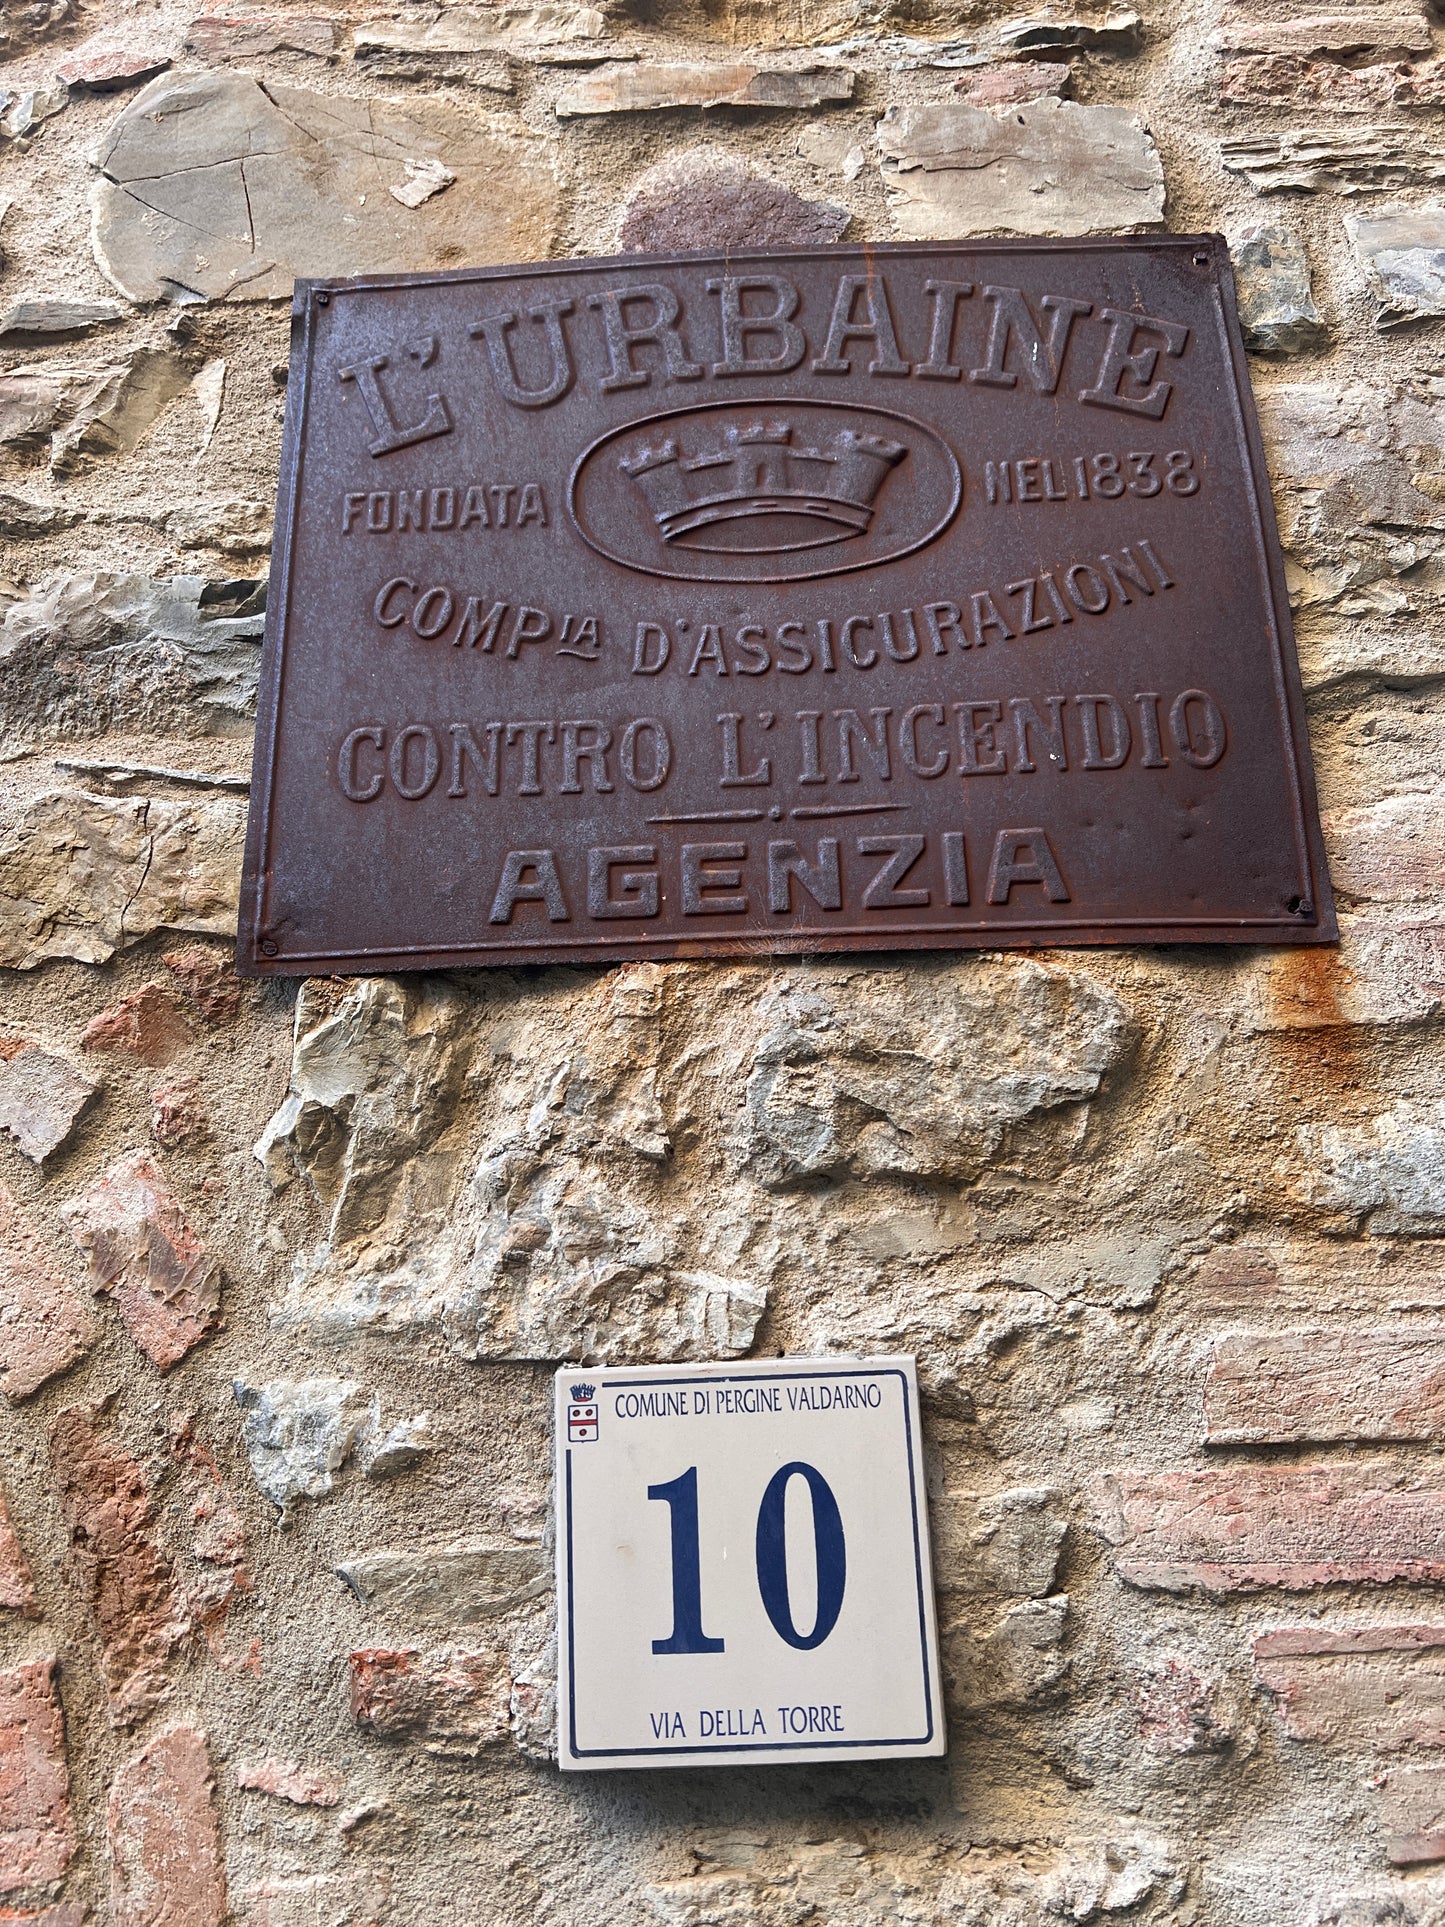 L'URBAINE
FONDATA NEL 1838
COMPIA D'ASSICURAZIONI
CONTRO L'INCENDIO
AGENZIA
COMUNE DI PERGINE VALDARNO
10
VIA DELLA TORRE